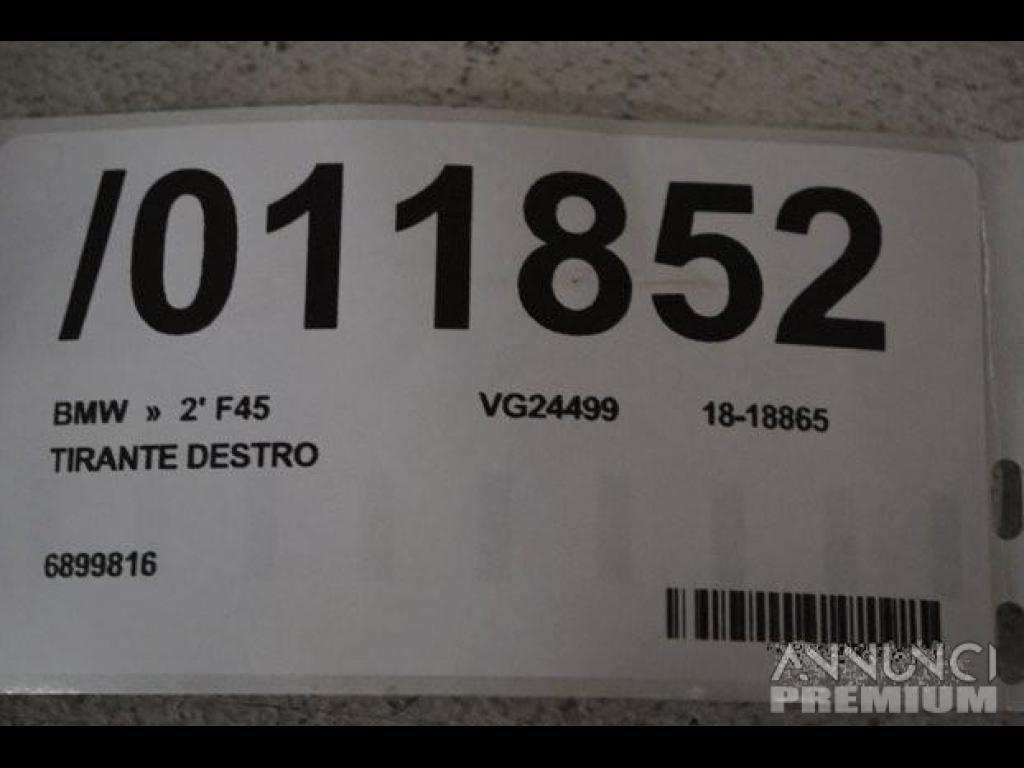 /011852
BMW » 2' F45 VG24499 18-18865
TIRANTE DESTRO
6899816
ANNUNCI
PREMIUM